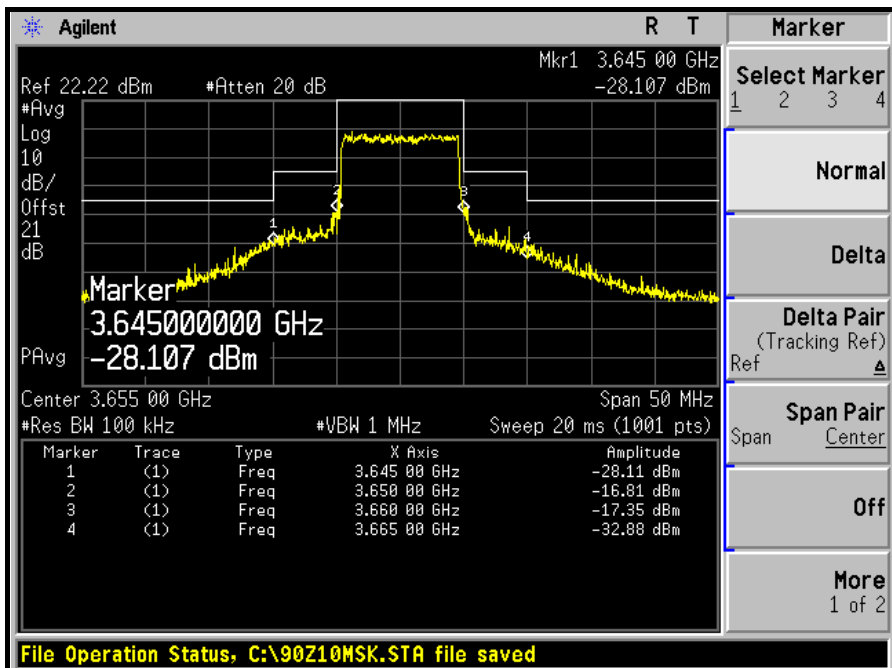 Agilent R T
Mkr1 3.645 00 GHz
Ref 22.22 dBm #Atten 20 dB -28.107 dBm
#Avg
Log
10
dB/
Offst
21
dB
1
2
3
4
Marker
3.645000000 GHz
-28.107 dBm
PAvg
Center 3.655 00 GHz Span 50 MHz
#Res BW 100 kHz #VBW 1 MHz Sweep 20 ms (1001 pts)
Marker Trace Type X Axis Amplitude
1 (1) Freq 3.645 00 GHz -28.11 dBm
2 (1) Freq 3.650 00 GHz -16.81 dBm
3 (1) Freq 3.660 00 GHz -17.35 dBm
4 (1) Freq 3.665 00 GHz -32.88 dBm
File Operation Status, C:\90Z10MSK.STA file saved
Marker
Select Marker
1 2 3 4
Normal
Delta
Delta Pair
(Tracking Ref)
Ref Δ
Span Pair
Span Center
Off
More
1 of 2